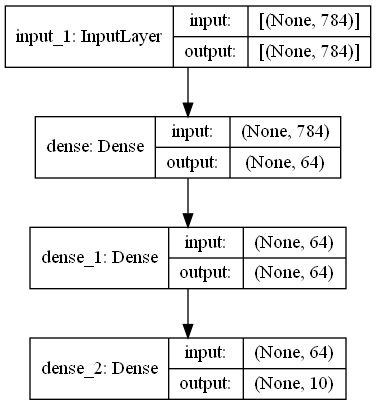 input_1: InputLayer
input: [(None, 784)]
output: [(None, 784)]
dense: Dense
input: (None, 784)
output: (None, 64)
dense_1: Dense
input: (None, 64)
output: (None, 64)
dense_2: Dense
input: (None, 64)
output: (None, 10)